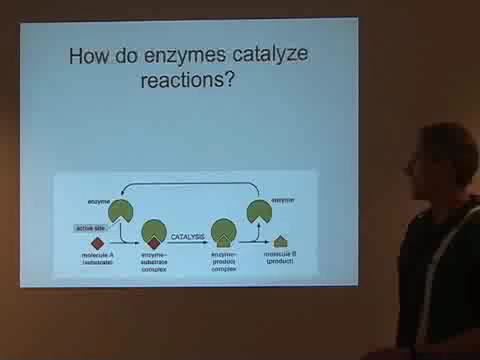 How do enzymes catalyze
reactions?
enzyme
enzyme
active site
CATALYSIS
molecule A
(substrate)
enzyme–
substrate
complex
enzyme–
product
complex
molecule B
(product)